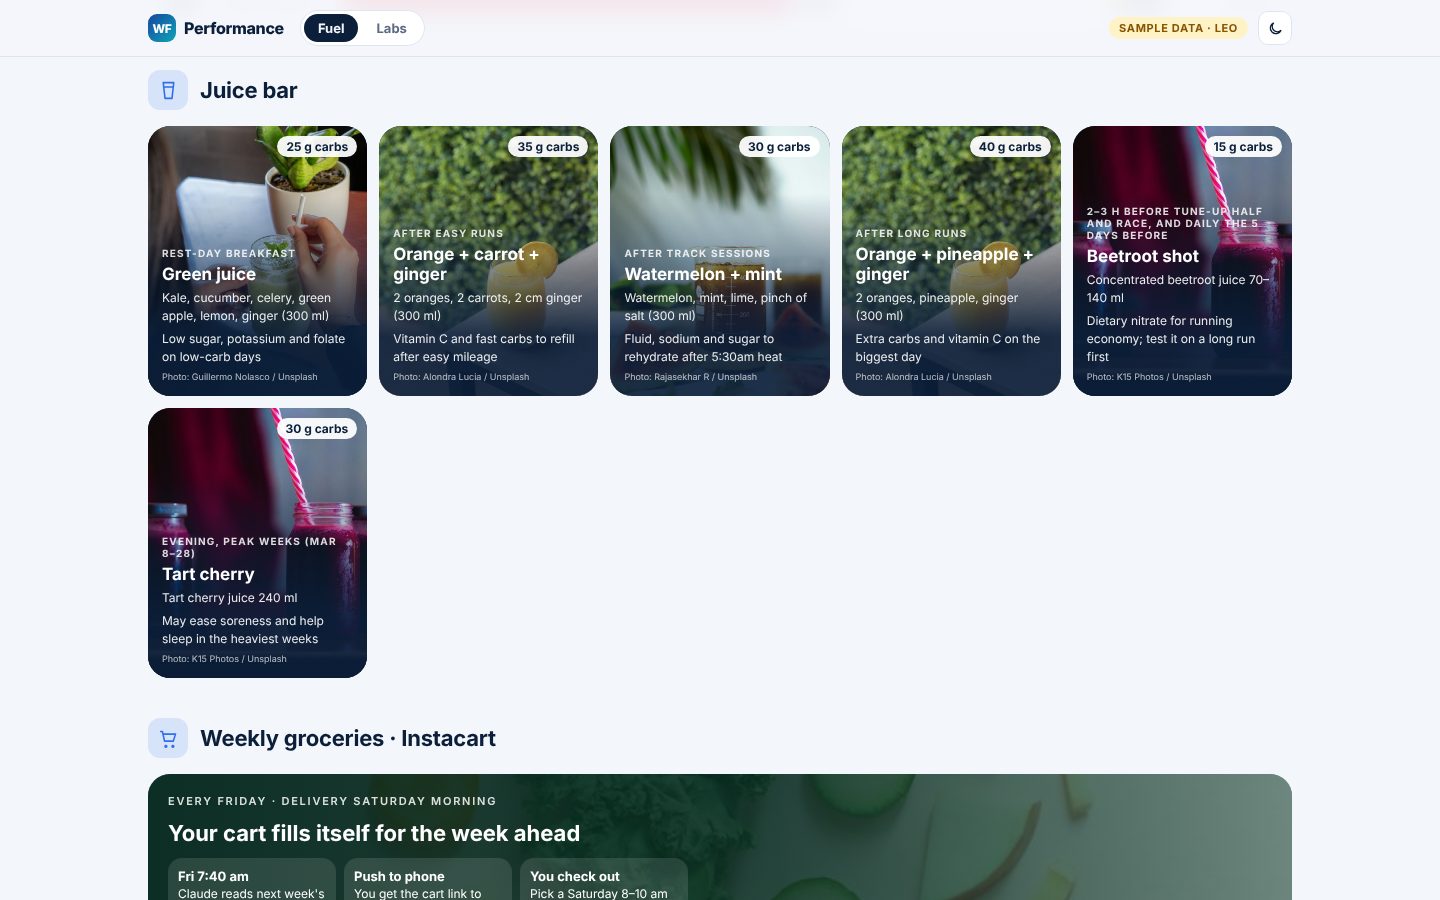 WF Performance Fuel Labs SAMPLE DATA · LEO
Juice bar
25 g carbs
REST-DAY BREAKFAST
Green juice
Kale, cucumber, celery, green
apple, lemon, ginger (300 ml)
Low sugar, potassium and folate
on low-carb days
Photo: Guillermo Nolasco / Unsplash
35 g carbs
AFTER EASY RUNS
Orange + carrot +
ginger
2 oranges, 2 carrots, 2 cm ginger
(300 ml)
Vitamin C and fast carbs to refill
after easy mileage
Photo: Alondra Lucia / Unsplash
30 g carbs
AFTER TRACK SESSIONS
Watermelon + mint
Watermelon, mint, lime, pinch of
salt (300 ml)
Fluid, sodium and sugar to
rehydrate after 5:30am heat
Photo: Rajasekhar R / Unsplash
40 g carbs
AFTER LONG RUNS
Orange + pineapple +
ginger
2 oranges, pineapple, ginger
(300 ml)
Extra carbs and vitamin C on the
biggest day
Photo: Alondra Lucia / Unsplash
15 g carbs
2–3 H BEFORE TUNE-UP HALF
AND RACE, AND DAILY THE 5
DAYS BEFORE
Beetroot shot
Concentrated beetroot juice 70–
140 ml
Dietary nitrate for running
economy; test it on a long run
first
Photo: K15 Photos / Unsplash
30 g carbs
EVENING, PEAK WEEKS (MAR
8–28)
Tart cherry
Tart cherry juice 240 ml
May ease soreness and help
sleep in the heaviest weeks
Photo: K15 Photos / Unsplash
Weekly groceries · Instacart
EVERY FRIDAY · DELIVERY SATURDAY MORNING
Your cart fills itself for the week ahead
Fri 7:40 am
Claude reads next week's
Push to phone
You get the cart link to
You check out
Pick a Saturday 8–10 am